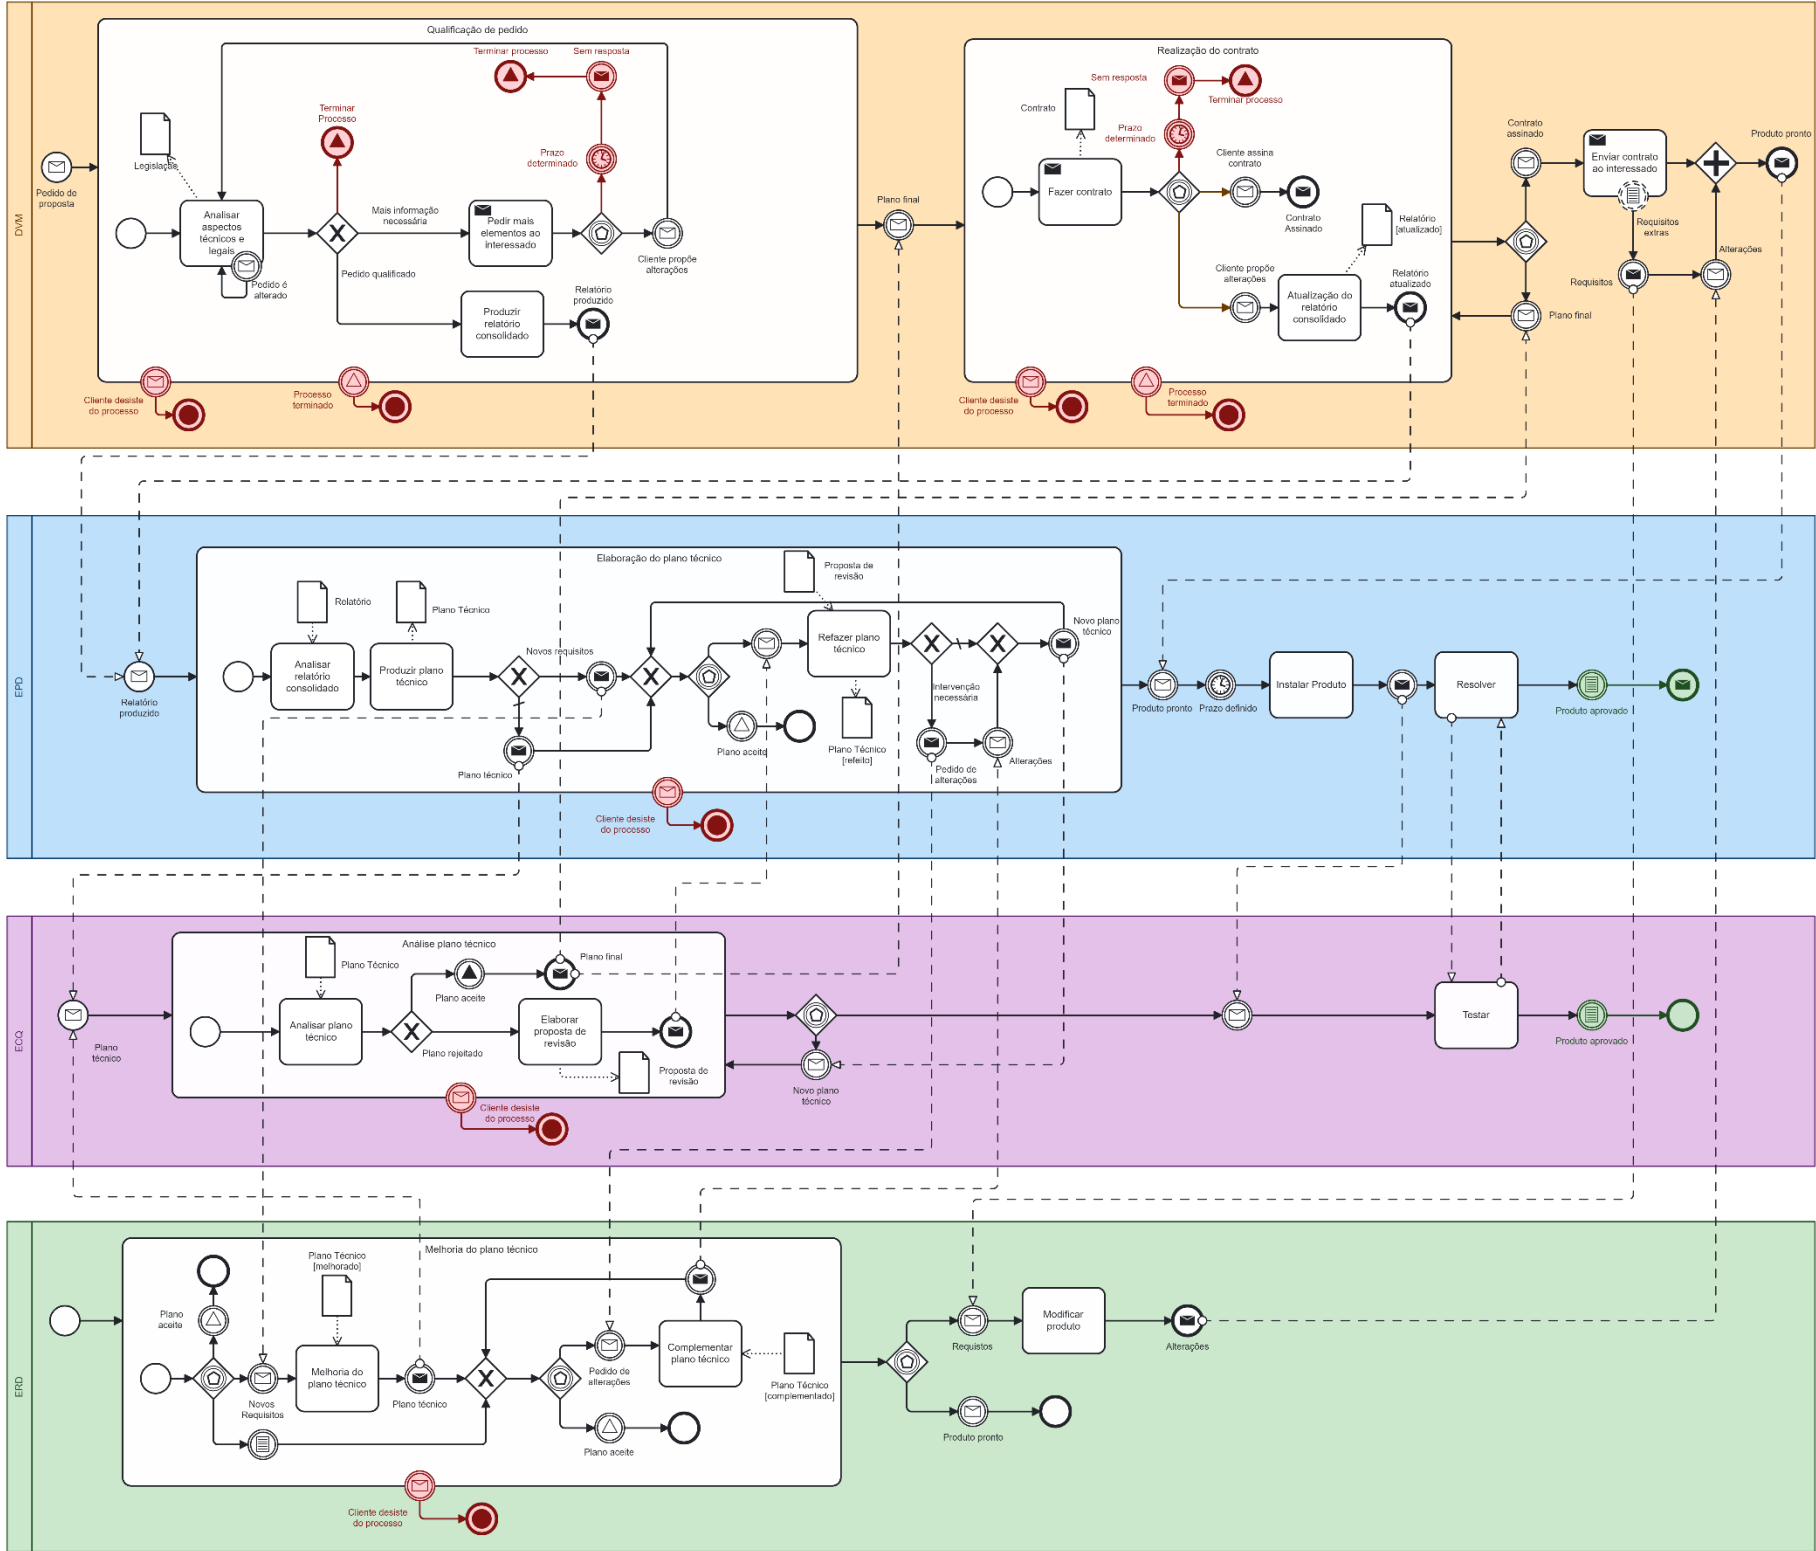 DVM
Qualificação de pedido
Terminar processo
Sem resposta
Terminar
Processo
Legislação
Prazo
determinado
Pedido de
proposta
Analisar
aspectos
técnicos e
legais
Mais informação
necessária
Pedir mais
elementos ao
interessado
Cliente propõe
alterações
Pedido é
alterado
Pedido qualificado
Relatório
produzido
Produzir
relatório
consolidado
Cliente desiste
do processo
Processo
terminado
Plano final
Realização do contrato
Sem resposta
Terminar processo
Contrato
Prazo
determinado
Cliente assina
contrato
Fazer contrato
Contrato
Assinado
Relatório
[atualizado]
Cliente propõe
alterações
Atualização do
relatório
consolidado
Relatório
atualizado
Cliente desiste
do processo
Processo
terminado
Contrato
assinado
Enviar contrato
ao interessado
Produto pronto
Requisitos
extras
Alterações
Requisitos
Plano final
EPD
Elaboração do plano técnico
Proposta de
revisão
Relatório
Plano Técnico
Refazer plano
técnico
Novo plano
técnico
Analisar
relatório
consolidado
Produzir plano
técnico
Novos requisitos
Relatório
produzido
Intervenção
necessária
Plano aceite
Plano Técnico
[refeito]
Plano técnico
Pedido de
alterações
Alterações
Cliente desiste
do processo
Produto pronto
Prazo definido
Instalar Produto
Resolver
Produto aprovado
ECQ
Análise plano técnico
Plano Técnico
Plano final
Plano aceite
Analisar plano
técnico
Elaborar
proposta de
revisão
Plano rejeitado
Plano
técnico
Proposta de
revisão
Cliente desiste
do processo
Novo plano
técnico
Testar
Produto aprovado
ERD
Melhoria do plano técnico
Plano Técnico
[melhorado]
Plano
aceite
Melhoria do
plano técnico
Novos
Requisitos
Plano técnico
Pedido de
alterações
Complementar
plano técnico
Plano Técnico
[complementado]
Plano aceite
Cliente desiste
do processo
Requistos
Modificar
produto
Alterações
Produto pronto